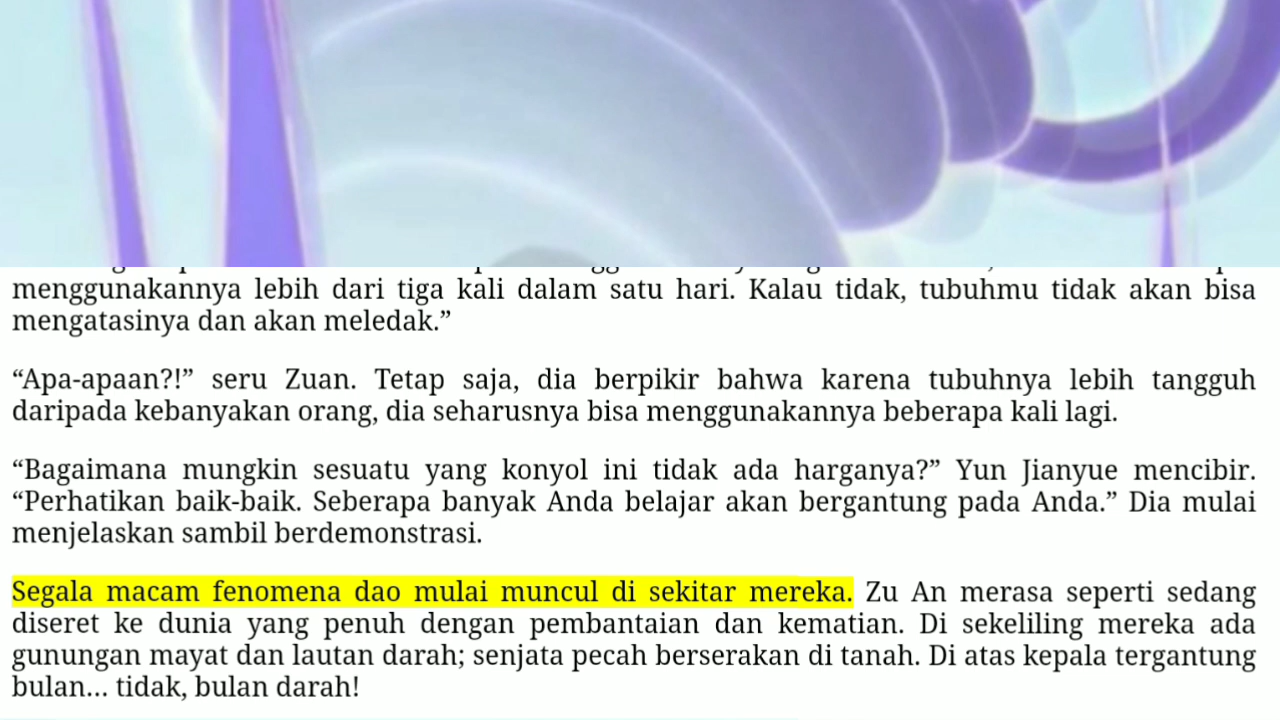 menggunakannya lebih dari tiga kali dalam satu hari. Kalau tidak, tubuhmu tidak akan bisa
mengatasinya dan akan meledak.”
“Apa-apaan?!” seru Zuan. Tetap saja, dia berpikir bahwa karena tubuhnya lebih tangguh
daripada kebanyakan orang, dia seharusnya bisa menggunakannya beberapa kali lagi.
“Bagaimana mungkin sesuatu yang konyol ini tidak ada harganya?” Yun Jianyue mencibir.
“Perhatikan baik-baik. Seberapa banyak Anda belajar akan bergantung pada Anda.” Dia mulai
menjelaskan sambil berdemonstrasi.
Segala macam fenomena dao mulai muncul di sekitar mereka. Zu An merasa seperti sedang
diseret ke dunia yang penuh dengan pembantaian dan kematian. Di sekeliling mereka ada
gunungan mayat dan lautan darah; senjata pecah berserakan di tanah. Di atas kepala tergantung
bulan... tidak, bulan darah!